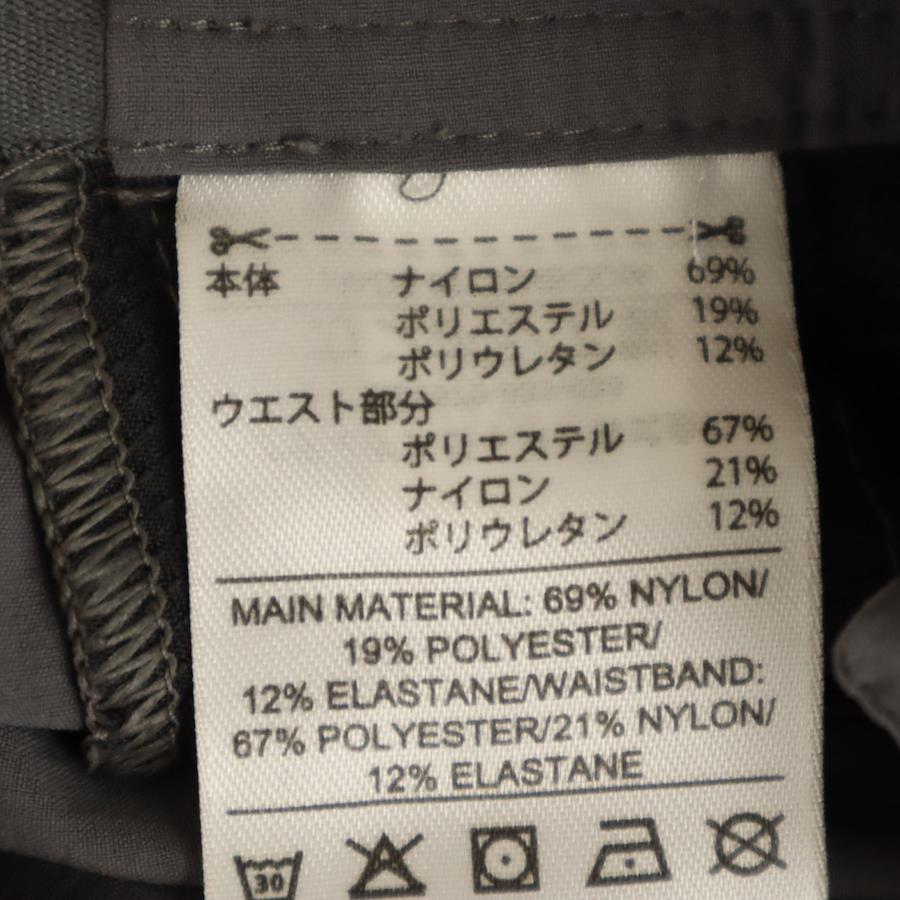 本体 ナイロン 69%
ポリエステル 19%
ポリウレタン 12%
ウエスト部分
ポリエステル 67%
ナイロン 21%
ポリウレタン 12%
MAIN MATERIAL: 69% NYLON/
19% POLYESTER/
12% ELASTANE/WAISTBAND:
67% POLYESTER/21% NYLON/
12% ELASTANE
30